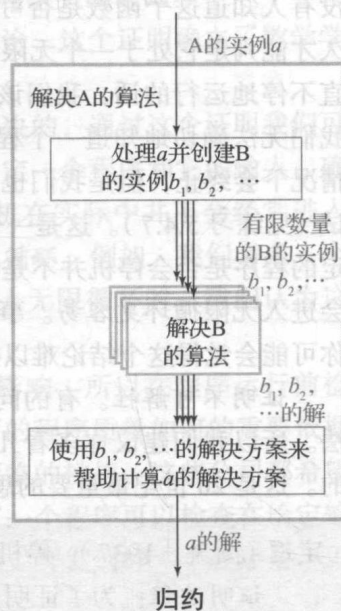 A的实例a
解决A的算法
处理a并创建B
的实例b₁, b₂, …
有限数量
的B的实例
b₁, b₂, …
解决B
的算法
b₁, b₂,
…的解
使用b₁, b₂, …的解决方案来
帮助计算a的解决方案
a的解
归约